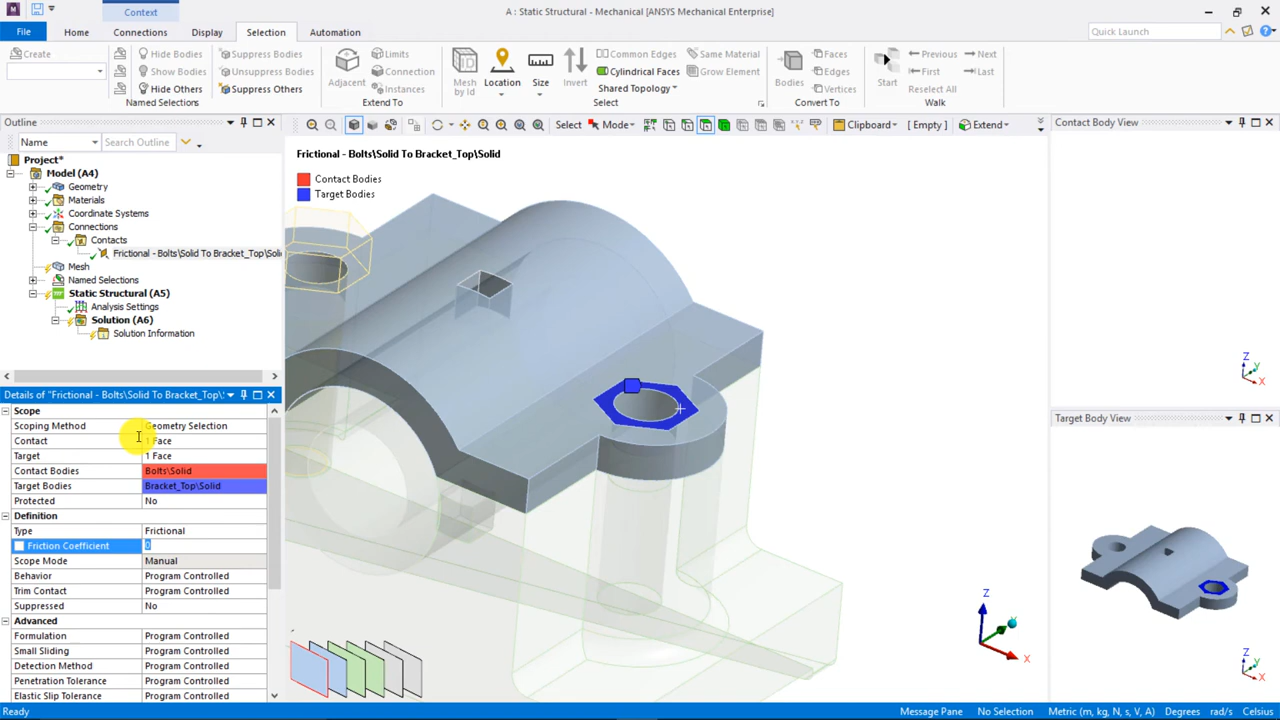 Context
A : Static Structural - Mechanical [ANSYS Mechanical Enterprise]
File Home Connections Display Selection Automation Quick Launch
Create Hide Bodies Suppress Bodies Limits Common Edges Same Material Faces Previous Next
Show Bodies Unsuppress Bodies Connection Cylindrical Faces Grow Element Edges First Last
Hide Others Suppress Others Instances Shared Topology Vertices Reselect All
Adjacent Mesh by Id Location Size Invert Bodies Start
Named Selections Extend To Select Convert To Walk
Outline
Name Search Outline
Select Mode Clipboard [ Empty ] Extend
Contact Body View
Project*
Model (A4)
Geometry
Materials
Coordinate Systems
Connections
Contacts
Frictional - Bolts\Solid To Bracket_Top\Soli
Mesh
Named Selections
Static Structural (A5)
Analysis Settings
Solution (A6)
Solution Information
Frictional - Bolts\Solid To Bracket_Top\Solid
Contact Bodies
Target Bodies
Details of "Frictional - Bolts\Solid To Bracket_Top\
Scope
Scoping Method Geometry Selection
Contact 1 Face
Target 1 Face
Contact Bodies Bolts\Solid
Target Bodies Bracket_Top\Solid
Protected No
Definition
Type Frictional
Friction Coefficient 0
Scope Mode Manual
Behavior Program Controlled
Trim Contact Program Controlled
Suppressed No
Advanced
Formulation Program Controlled
Small Sliding Program Controlled
Detection Method Program Controlled
Penetration Tolerance Program Controlled
Elastic Slip Tolerance Program Controlled
Z
X
Z
X
Target Body View
Z
X
Ready Message Pane No Selection Metric (m, kg, N, s, V, A) Degrees rad/s Celsius